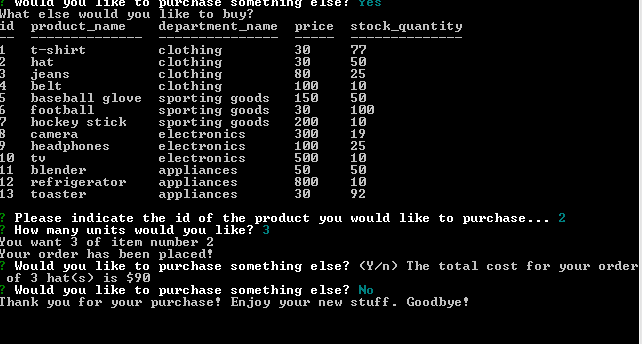 ? Would you like to purchase something else? Yes
What else would you like to buy?
id  product_name    department_name  price  stock_quantity
--  --------------  ---------------  -----  --------------
1   t-shirt         clothing         30     77
2   hat             clothing         30     50
3   jeans           clothing         80     25
4   belt            clothing         100    10
5   baseball glove  sporting goods   150    50
6   football        sporting goods   30     100
7   hockey stick    sporting goods   200    10
8   camera          electronics      300    19
9   headphones      electronics      100    25
10  tv              electronics      500    10
11  blender         appliances       50     50
12  refrigerator    appliances       800    10
13  toaster         appliances       30     92
? Please indicate the id of the product you would like to purchase... 2
? How many units would you like? 3
You want 3 of item number 2
Your order has been placed!
? Would you like to purchase something else? (Y/n) The total cost for your order
 of 3 hat(s) is $90
? Would you like to purchase something else? No
Thank you for your purchase! Enjoy your new stuff. Goodbye!